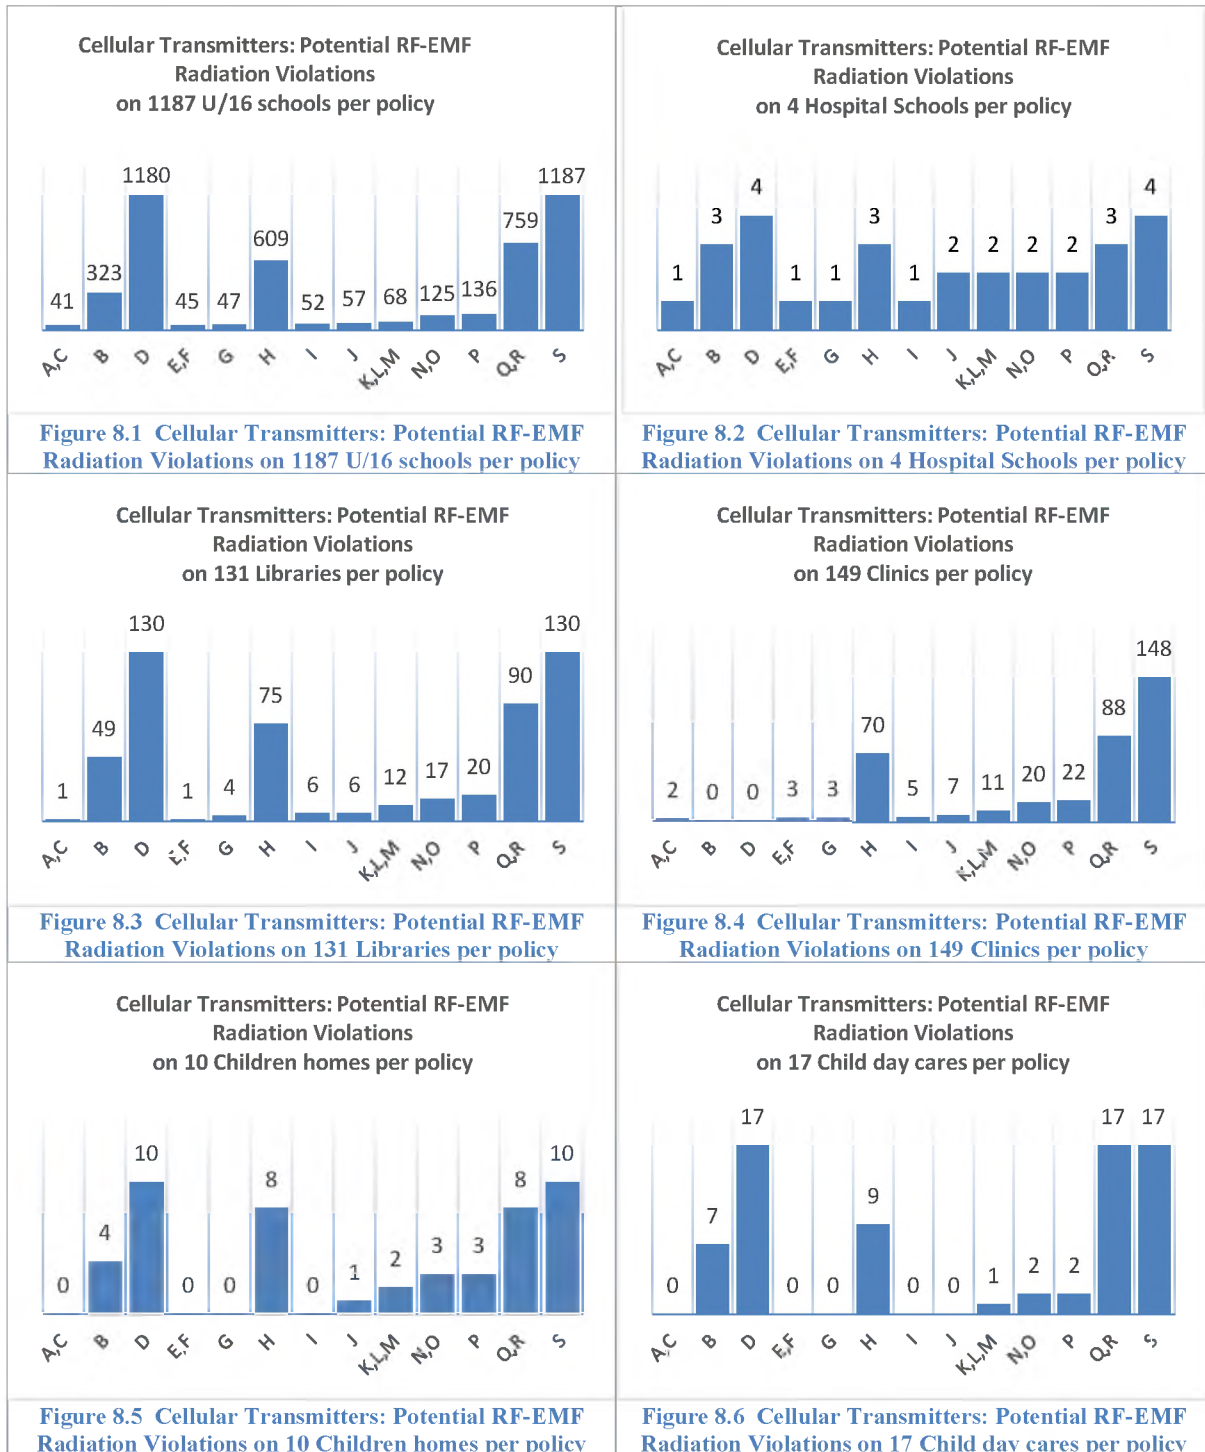 Cellular Transmitters: Potential RF-EMF
Radiation Violations
on 1187 U/16 schools per policy
41 323 1180 45 47 609 52 57 68 125 136 759 1187
A,C B D E,F G H I J K,L,M N,O P Q,R S
Figure 8.1 Cellular Transmitters: Potential RF-EMF
Radiation Violations on 1187 U/16 schools per policy
Cellular Transmitters: Potential RF-EMF
Radiation Violations
on 4 Hospital Schools per policy
1 3 4 1 1 3 1 2 2 2 2 3 4
A,C B D E,F G H I J K,L,M N,O P Q,R S
Figure 8.2 Cellular Transmitters: Potential RF-EMF
Radiation Violations on 4 Hospital Schools per policy
Cellular Transmitters: Potential RF-EMF
Radiation Violations
on 131 Libraries per policy
1 49 130 1 4 75 6 6 12 17 20 90 130
A,C B D E,F G H I J K,L,M N,O P Q,R S
Figure 8.3 Cellular Transmitters: Potential RF-EMF
Radiation Violations on 131 Libraries per policy
Cellular Transmitters: Potential RF-EMF
Radiation Violations
on 149 Clinics per policy
2 0 0 3 3 70 5 7 11 20 22 88 148
A,C B D E,F G H I J K,L,M N,O P Q,R S
Figure 8.4 Cellular Transmitters: Potential RF-EMF
Radiation Violations on 149 Clinics per policy
Cellular Transmitters: Potential RF-EMF
Radiation Violations
on 10 Children homes per policy
0 4 10 0 0 8 0 1 2 3 3 8 10
A,C B D E,F G H I J K,L,M N,O P Q,R S
Figure 8.5 Cellular Transmitters: Potential RF-EMF
Radiation Violations on 10 Children homes per policy
Cellular Transmitters: Potential RF-EMF
Radiation Violations
on 17 Child day cares per policy
0 7 17 0 0 9 0 0 1 2 2 17 17
A,C B D E,F G H I J K,L,M N,O P Q,R S
Figure 8.6 Cellular Transmitters: Potential RF-EMF
Radiation Violations on 17 Child day cares per policy